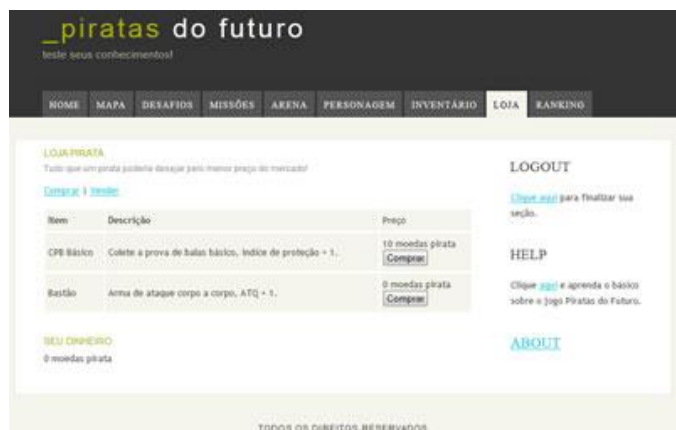 _piratas do futuro
teste seus conhecimentos!
HOME MAPA DESAFIOS MISSÕES ARENA PERSONAGEM INVENTÁRIO LOJA RANKING
LOJA PIRATA
Tudo que um pirata poderia desejar pelo menor preço do mercado!
Comprar | Vender
Item Descrição Preço
CPB Básico Colete a prova de balas básico, índice de proteção + 1. 10 moedas pirata
Comprar
Bastão Arma de ataque corpo a corpo, ATQ + 1. 0 moedas pirata
Comprar
SEU DINHEIRO
0 moedas pirata
LOGOUT
Clique aqui para finalizar sua
seção.
HELP
Clique aqui e aprenda o básico
sobre o jogo Piratas do Futuro.
ABOUT
TODOS OS DIREITOS RESERVADOS